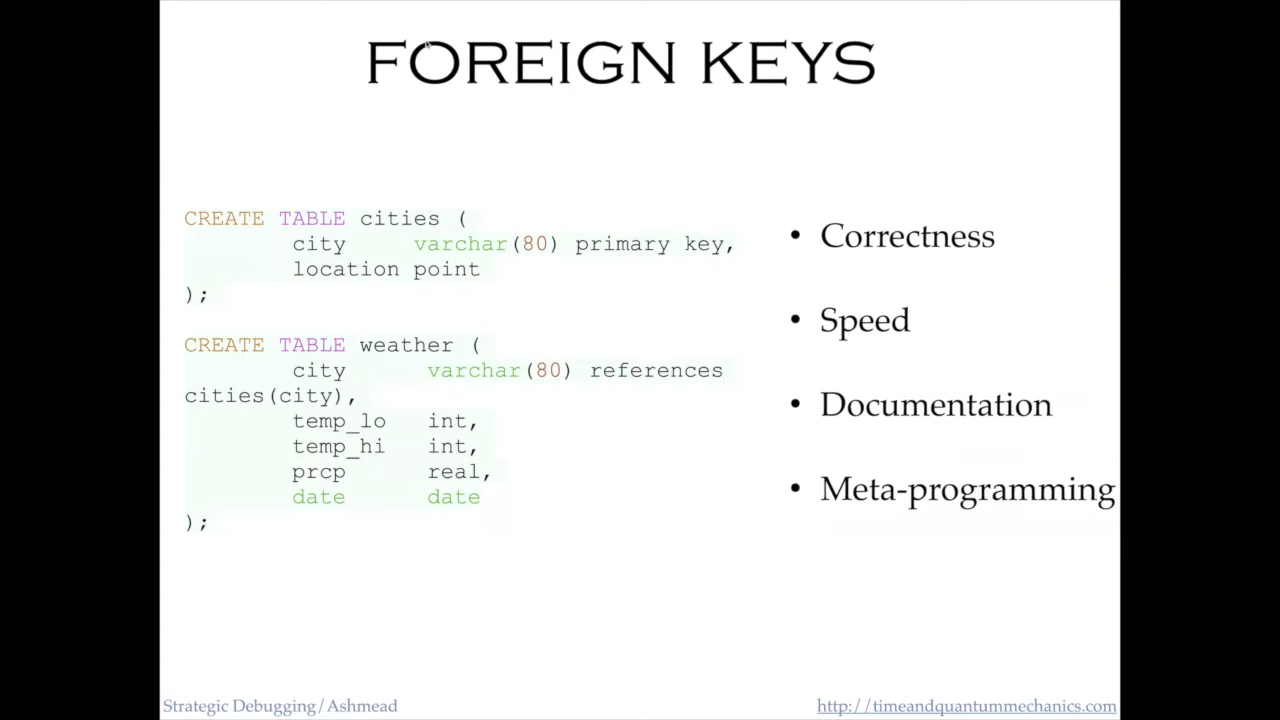 FOREIGN KEYS
CREATE TABLE cities (
city varchar(80) primary key,
location point
);
CREATE TABLE weather (
city varchar(80) references
cities(city),
temp_lo int,
temp_hi int,
prcp real,
date date
);
• Correctness
• Speed
• Documentation
• Meta-programming
Strategic Debugging/Ashmead
http://timeandquantummechanics.com